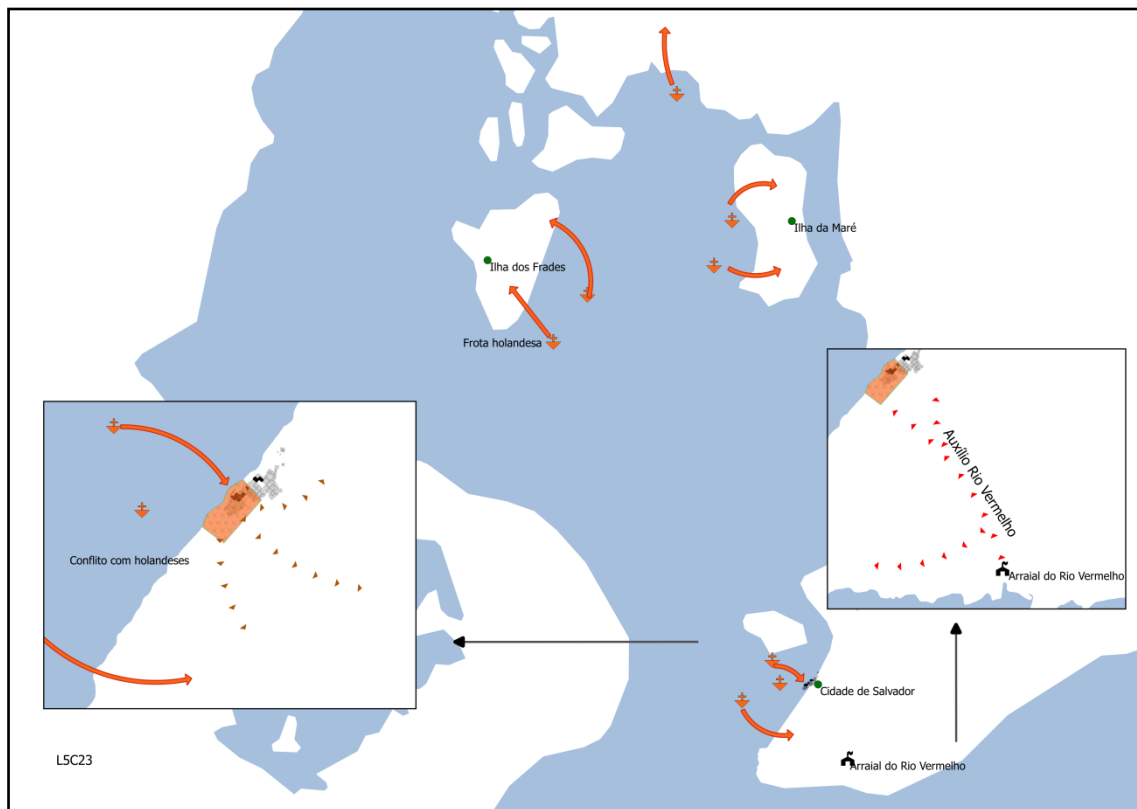 Ilha da Maré
Ilha dos Frades
Frota holandesa
Auxílio Rio Vermelho
Arraial do Rio Vermelho
Conflito com holandeses
Cidade de Salvador
Arraial do Rio Vermelho
L5C23